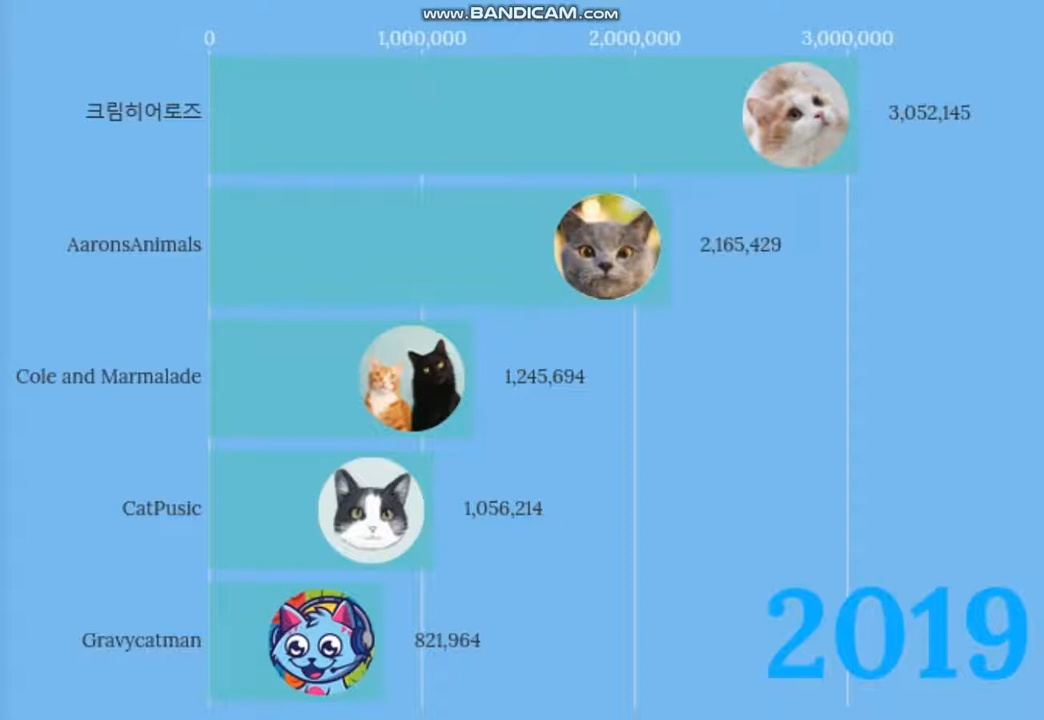 www.BANDICAM.com
0 1,000,000 2,000,000 3,000,000
크림히어로즈 3,052,145
AaronsAnimals 2,165,429
Cole and Marmalade 1,245,694
CatPusic 1,056,214
Gravycatman 821,964
2019